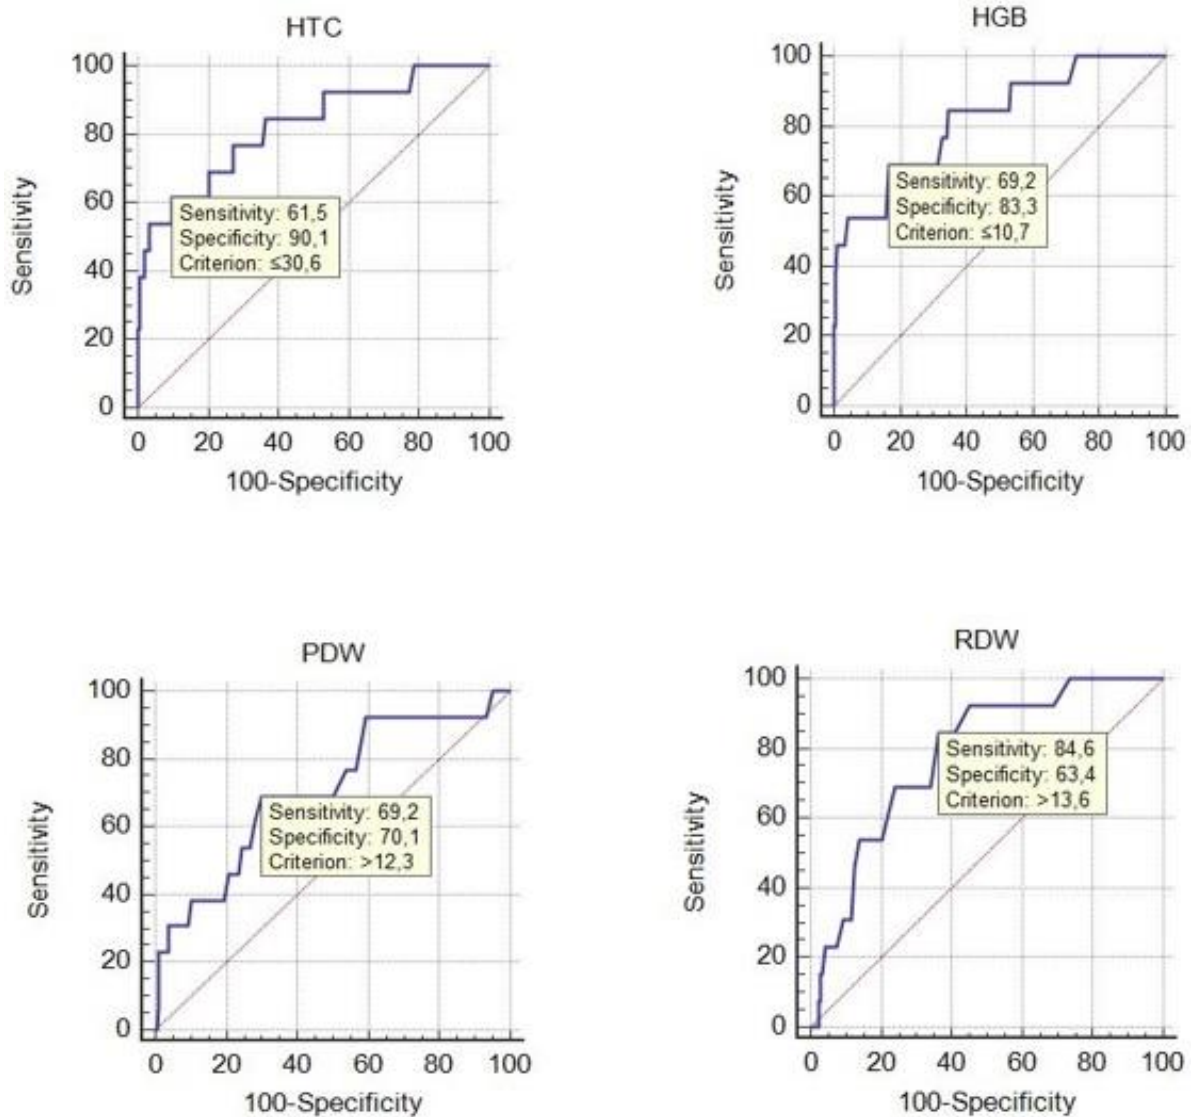 HTC
100
80
60
40
20
0
Sensitivity
Sensitivity: 61,5
Specificity: 90,1
Criterion: ≤30,6
0 20 40 60 80 100
100-Specificity
HGB
100
80
60
40
20
0
Sensitivity
Sensitivity: 69,2
Specificity: 83,3
Criterion: ≤10,7
0 20 40 60 80 100
100-Specificity
PDW
100
80
60
40
20
0
Sensitivity
Sensitivity: 69,2
Specificity: 70,1
Criterion: >12,3
0 20 40 60 80 100
100-Specificity
RDW
100
80
60
40
20
0
Sensitivity
Sensitivity: 84,6
Specificity: 63,4
Criterion: >13,6
0 20 40 60 80 100
100-Specificity